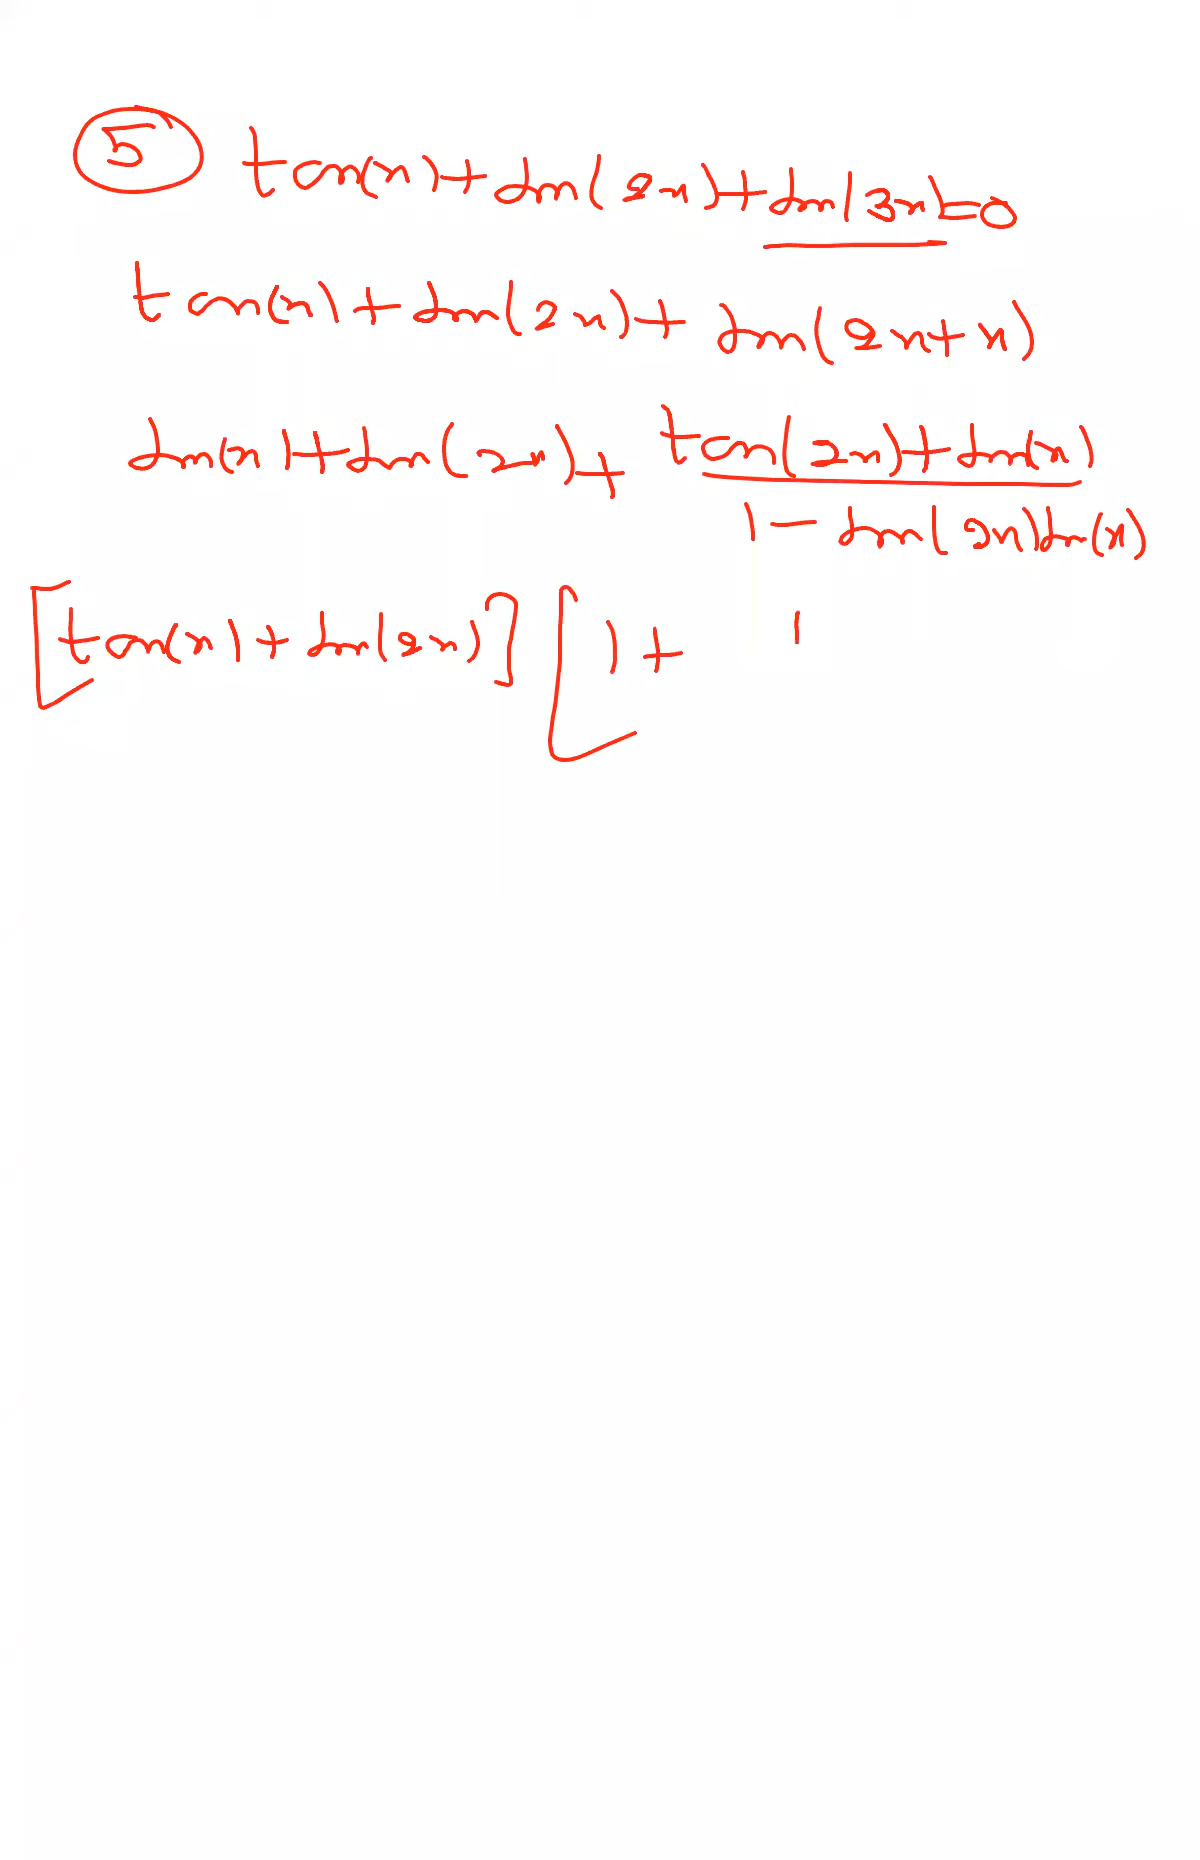 5 tan(x)+tan(2x)+tan(3x)=0
tan(x)+tan(2x)+tan(2x+x)
tan(x)+tan(2x)+ tan(2x)+tan(x)
1-tan(2x)tan(x)
[tan(x)+tan(2x)] [1+ 1